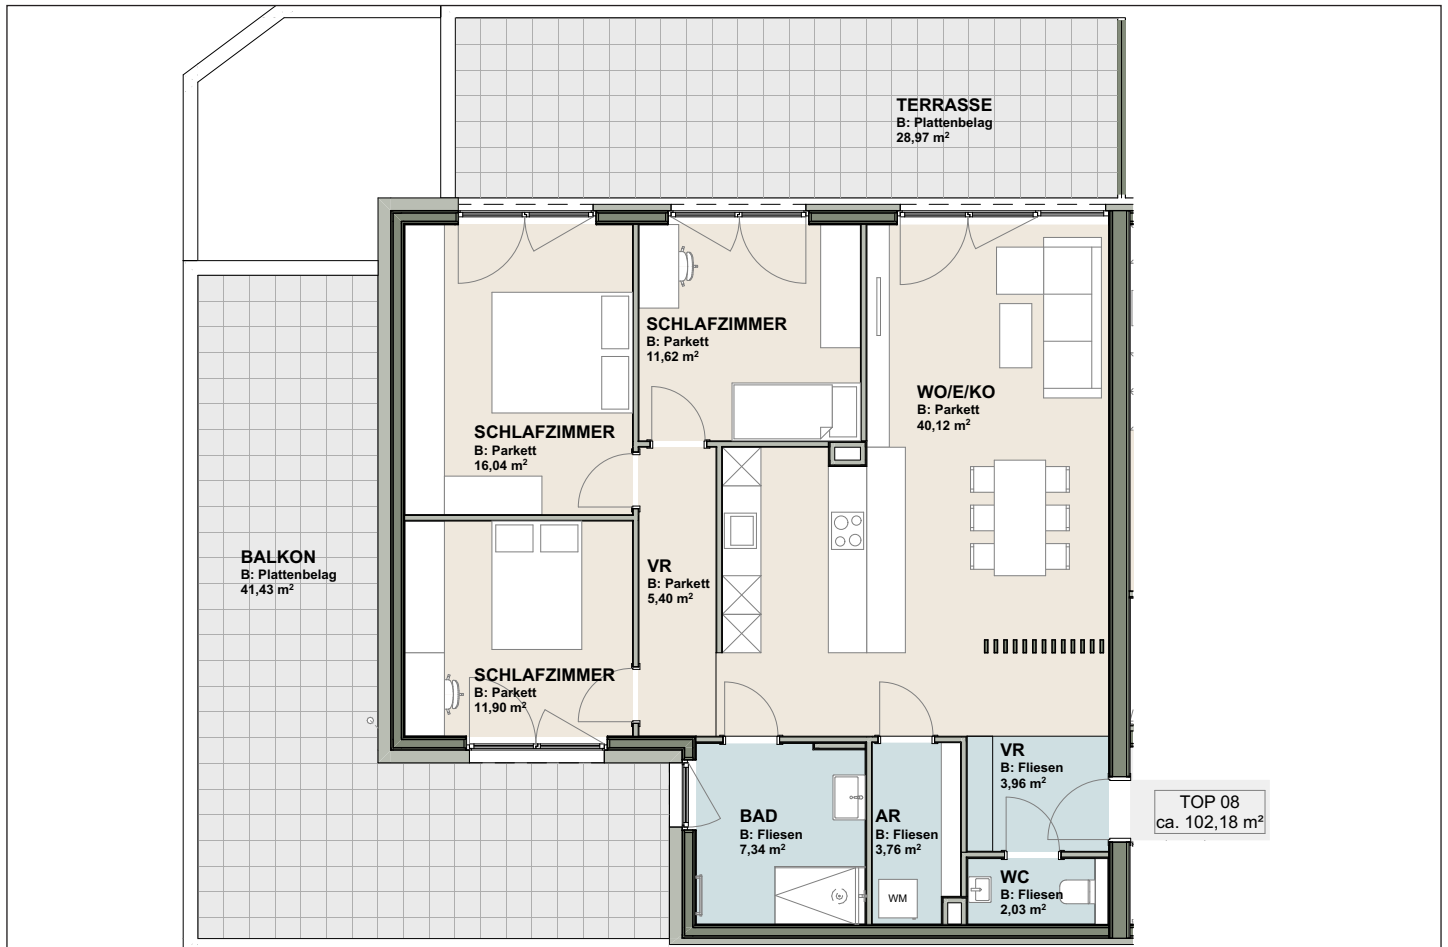 TERRASSE
B: Plattenbelag
28,97 m²
SCHLAFZIMMER
B: Parkett
11,62 m²
WO/E/KO
B: Parkett
40,12 m²
SCHLAFZIMMER
B: Parkett
16,04 m²
BALKON
B: Plattenbelag
41,43 m²
VR
B: Parkett
5,40 m²
SCHLAFZIMMER
B: Parkett
11,90 m²
VR
B: Fliesen
3,96 m²
TOP 08
ca. 102,18 m²
BAD
B: Fliesen
7,34 m²
AR
B: Fliesen
3,76 m²
WM
WC
B: Fliesen
2,03 m²